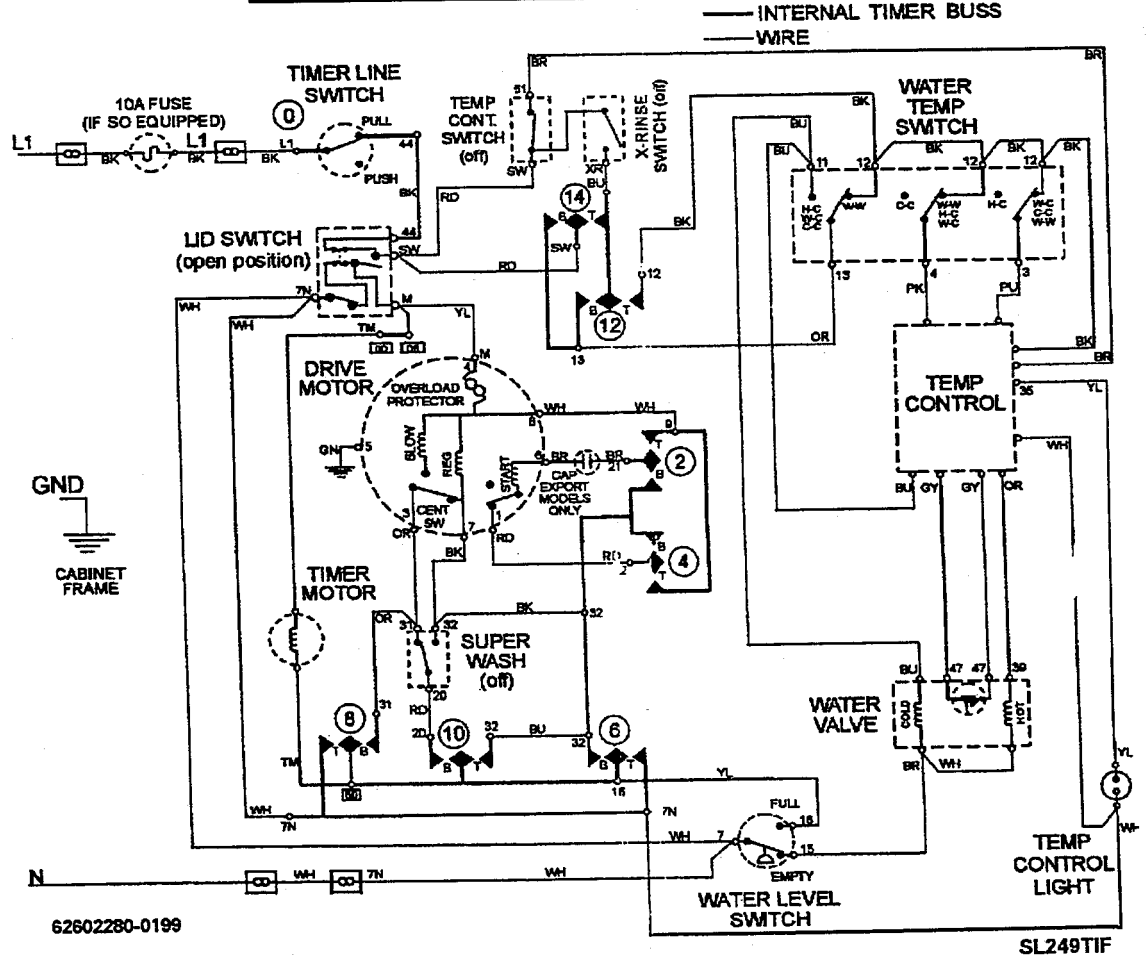 INTERNAL TIMER BUSS
WIRE
TIMER LINE
SWITCH
10A FUSE
(IF SO EQUIPPED)
0
L1
BK
L1
BK
BK
L1
PULL
PUSH
44
BK
RD
TEMP
CONT.
SWITCH
(off)
BR
SW
X-RINSE
SWITCH (off)
XR
BU
BK
BR
WATER
TEMP
SWITCH
BU
BU
11
12
BK
12
BK
12
BK
H-C
W-C
C-C
W-W
C-C
W-W
H-C
W-C
H-C
W-C
C-C
W-W
13
4
3
PK
PU
LID SWITCH
(open position)
44
SW
7N
M
WH
WH
YL
RD
14
B
T
SW
BK
12
B
T
12
13
OR
BK
BR
YL
35
WH
TEMP
CONTROL
BU
GY
GY
OR
TM
DRIVE
MOTOR
M
4
OVERLOAD
PROTECTOR
SLOW
REG
START
GN
5
CENT
SW
3
7
1
OR
BK
RD
8
WH
WH
9
6
BR
BR
21
CAP
EXPORT
MODELS
ONLY
T
2
B
B
4
T
RD
2
GND
CABINET
FRAME
TIMER
MOTOR
OR
31
32
BK
32
SUPER
WASH
(off)
20
RD
20
31
8
T
B
10
B
T
32
BU
32
6
B
T
TM
YL
16
WH
7N
7N
WATER
VALVE
BU
47
47
39
COLD
HOT
BR
WH
YL
WH
TEMP
CONTROL
LIGHT
FULL
16
WH
7
15
EMPTY
WATER LEVEL
SWITCH
N
WH
7N
WH
62602280-0199
SL249TIF